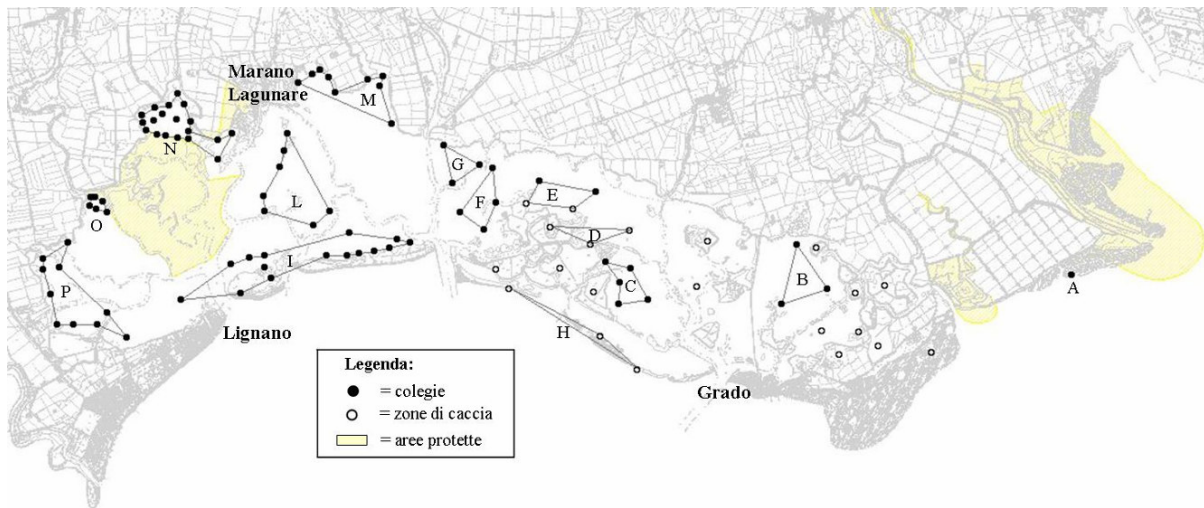 Marano
Lagunare
M
N
G
L
E
F
O
D
I
B
A
C
P
H
Lignano
Grado
Legenda:
= colegie
= zone di caccia
= aree protette